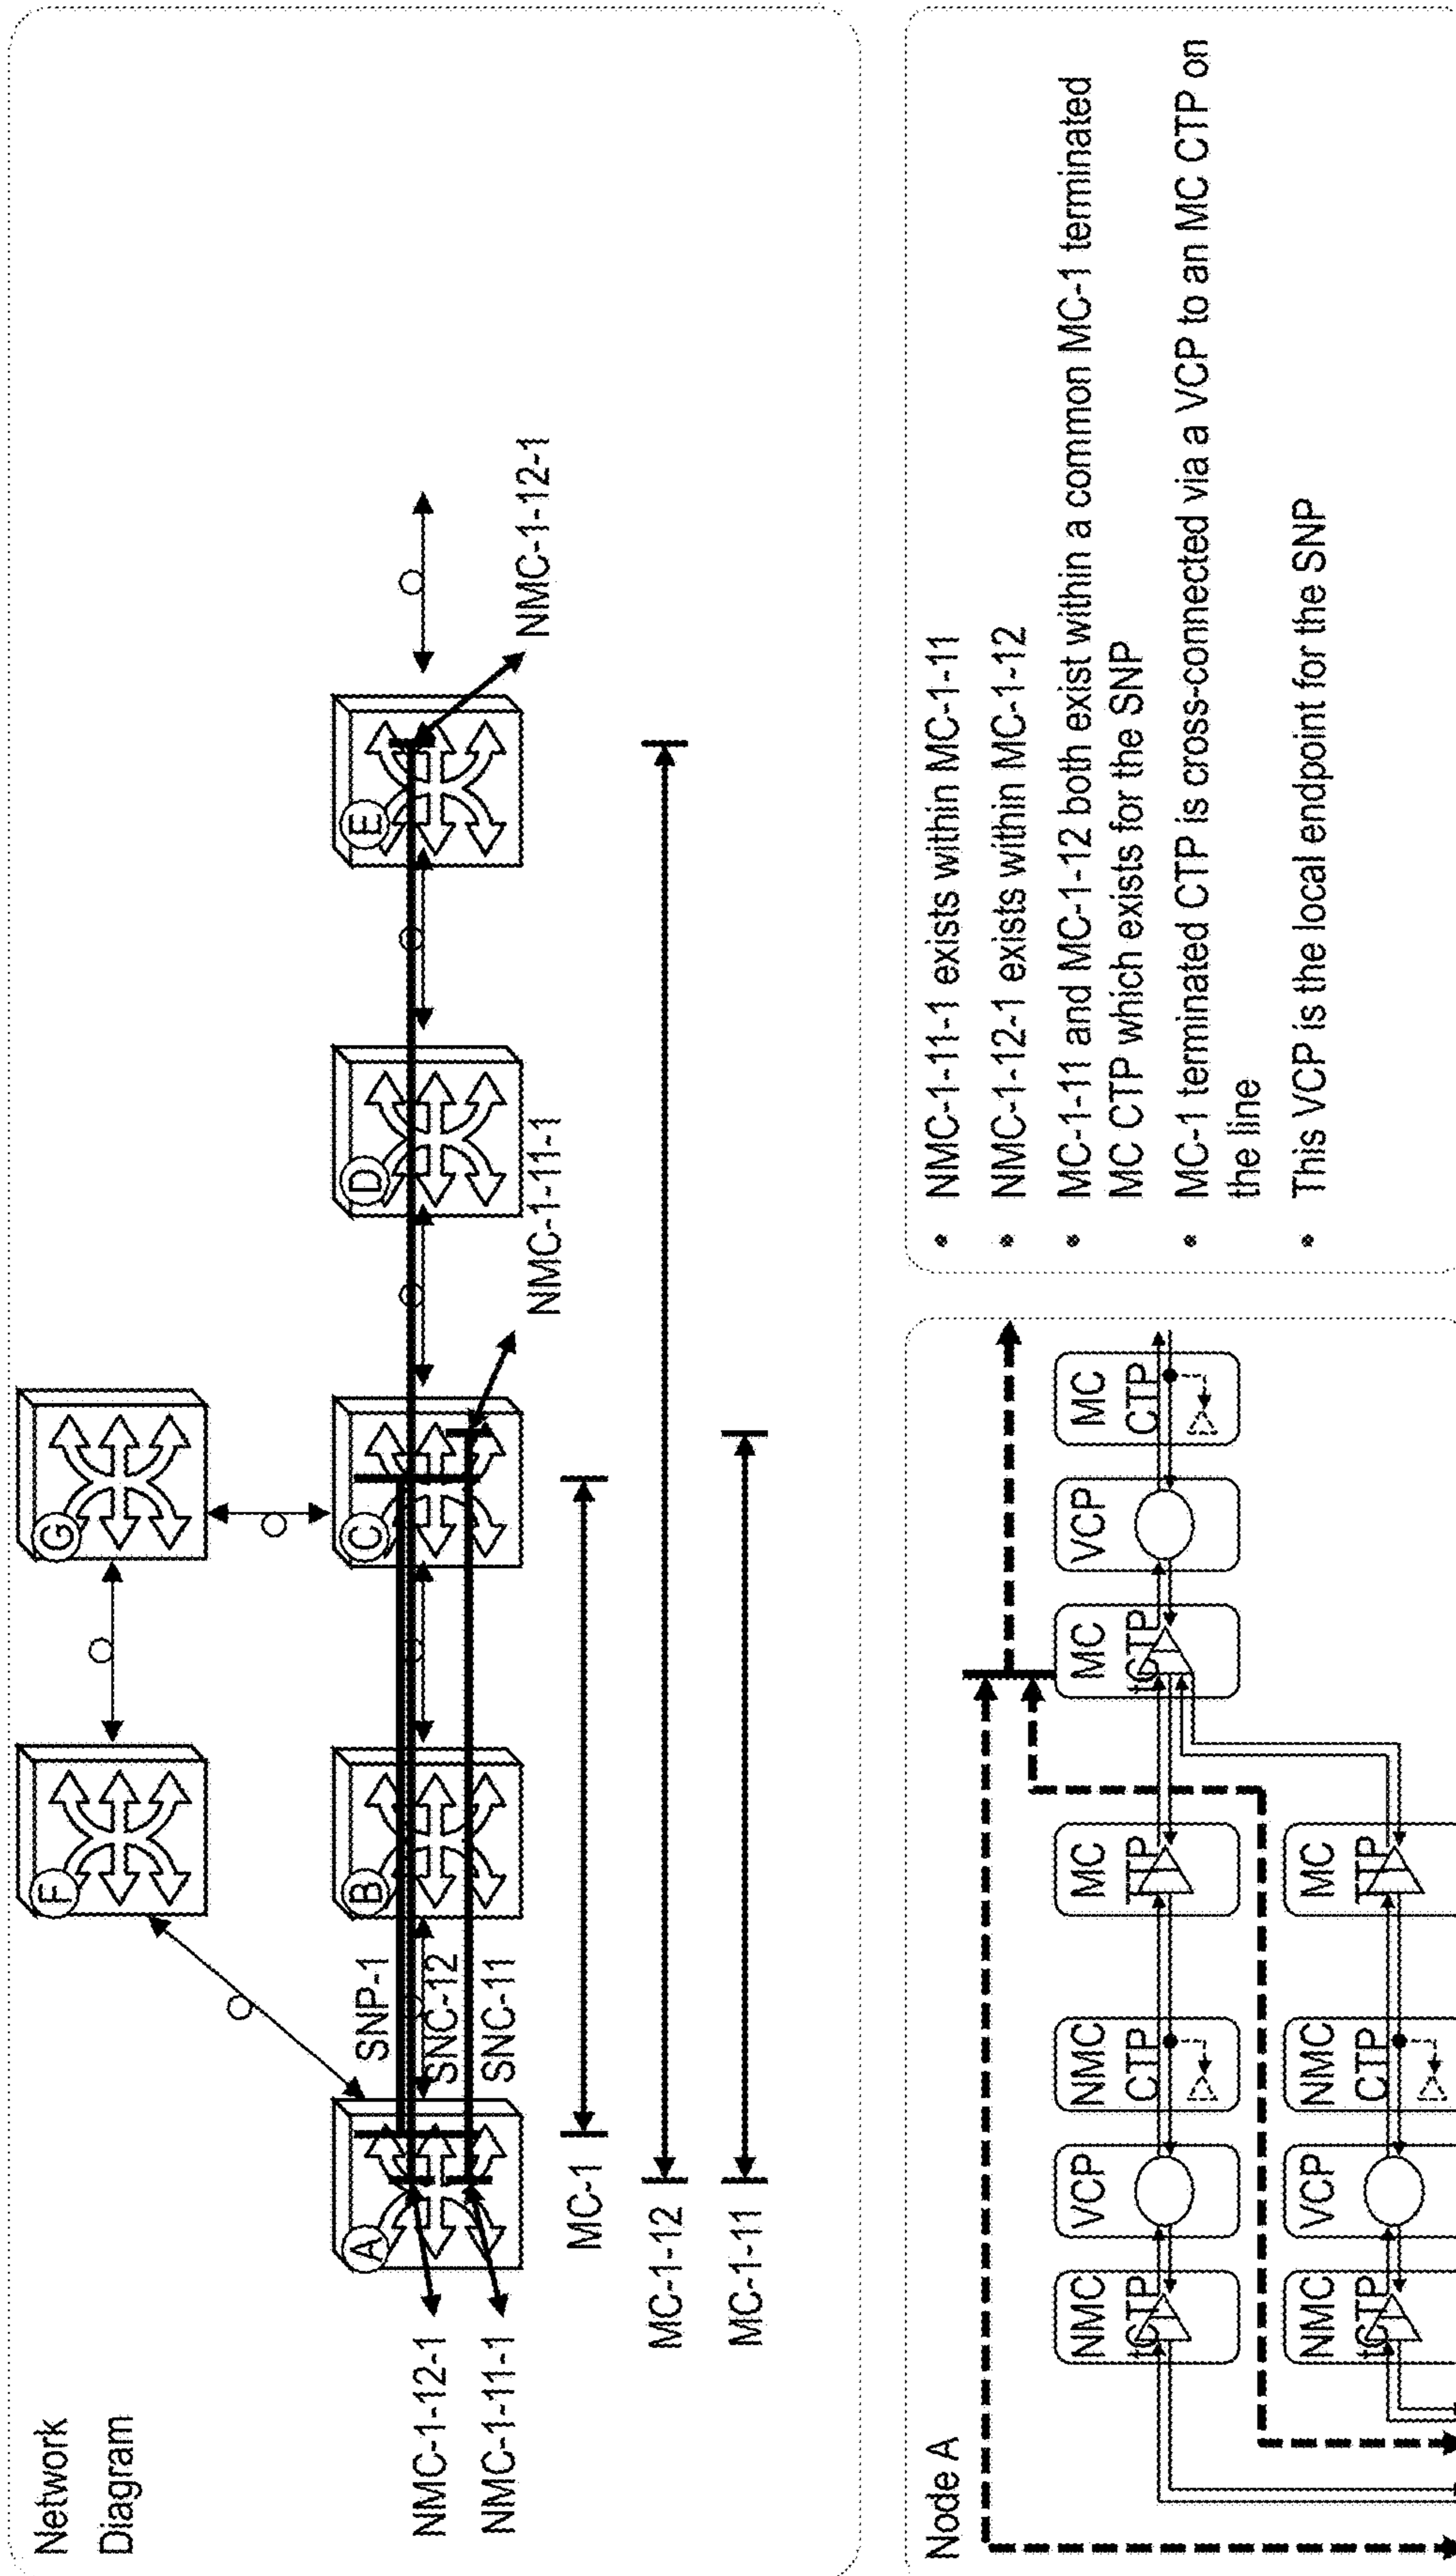 Network
Diagram
F
G
A
B
C
D
E
SNP-1
SNC-12
SNC-11
NMC-1-12-1
NMC-1-11-1
NMC-1-11-1
NMC-1-12-1
MC-1
MC-1-12
MC-1-11
Node A
NMC
tCTP
VCP
NMC
CTP
MC
TTP
MC
tCTP
VCP
MC
CTP
NMC
tCTP
VCP
NMC
CTP
MC
TTP
• NMC-1-11-1 exists within MC-1-11
• NMC-1-12-1 exists within MC-1-12
• MC-1-11 and MC-1-12 both exist within a common MC-1 terminated
MC CTP which exists for the SNP
• MC-1 terminated CTP is cross-connected via a VCP to an MC CTP on
the line
• This VCP is the local endpoint for the SNP